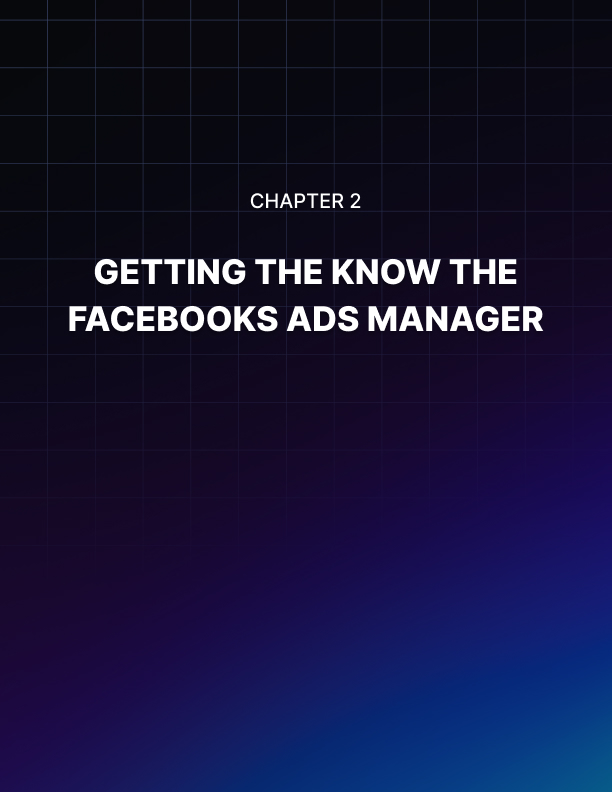 CHAPTER 2
GETTING THE KNOW THE
FACEBOOKS ADS MANAGER